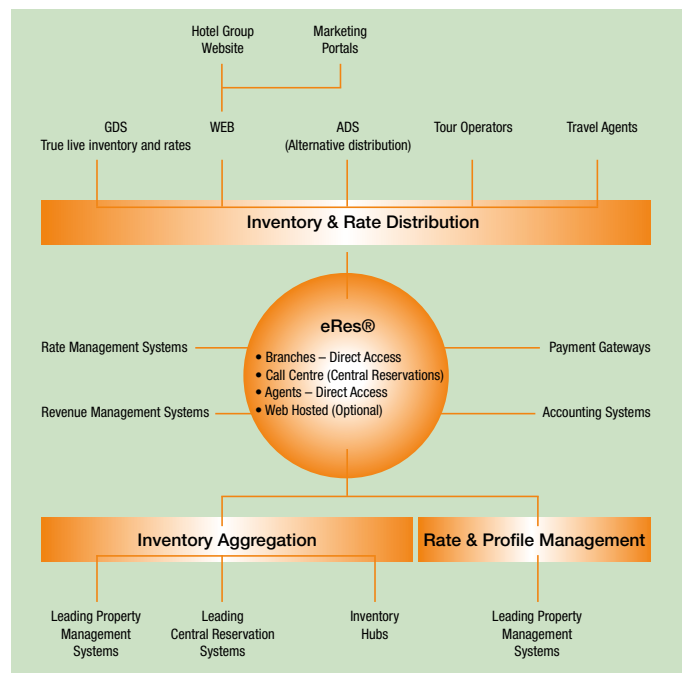 Hotel Group
Website
Marketing
Portals
GDS
True live inventory and rates
WEB
ADS
(Alternative distribution)
Tour Operators
Travel Agents
Inventory & Rate Distribution
eRes®
• Branches – Direct Access
• Call Centre (Central Reservations)
• Agents – Direct Access
• Web Hosted (Optional)
Rate Management Systems
Revenue Management Systems
Payment Gateways
Accounting Systems
Inventory Aggregation
Rate & Profile Management
Leading Property
Management
Systems
Leading
Central Reservation
Systems
Inventory
Hubs
Leading Property
Management
Systems